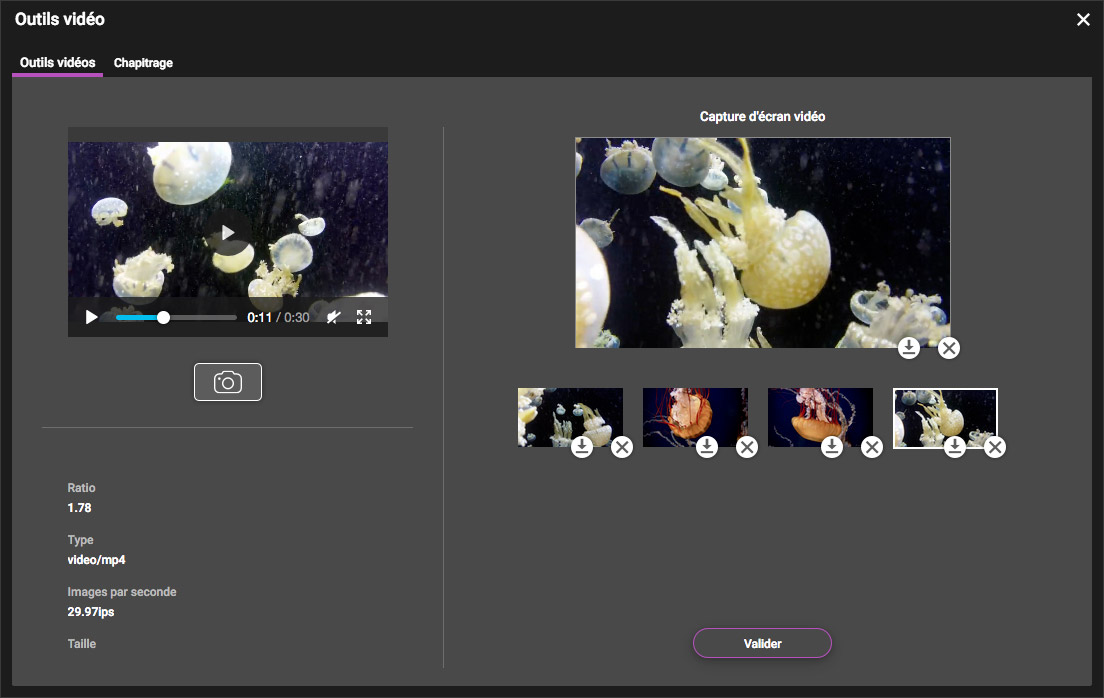 Outils vidéo
Outils vidéos
Chapitrage
0:11 / 0:30
Ratio
1.78
Type
video/mp4
Images par seconde
29.97ips
Taille
Capture d'écran vidéo
Valider